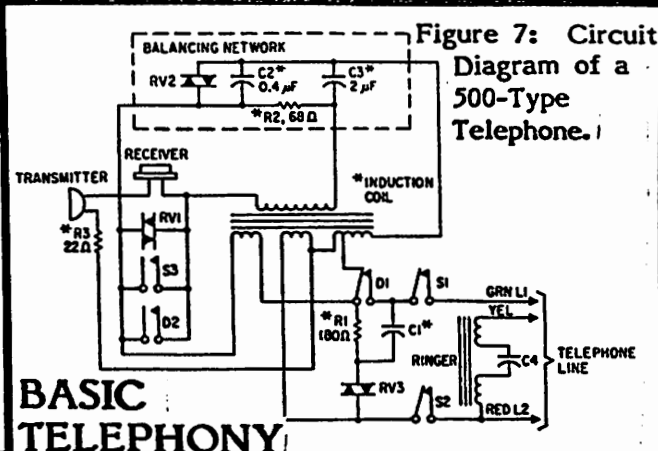 Figure 7: Circuit
Diagram of a
500-Type
Telephone.
BALANCING NETWORK
RV2
C2*
0.4 µF
C3*
2 µF
*R2, 68Ω
RECEIVER
TRANSMITTER
*INDUCTION
COIL
RV1
*R3
22Ω
S3
D2
D1
S1
GRN L1
YEL
*R1
180Ω
C1*
RINGER
C4
TELEPHONE
LINE
RV3
S2
RED L2
BASIC
TELEPHONY